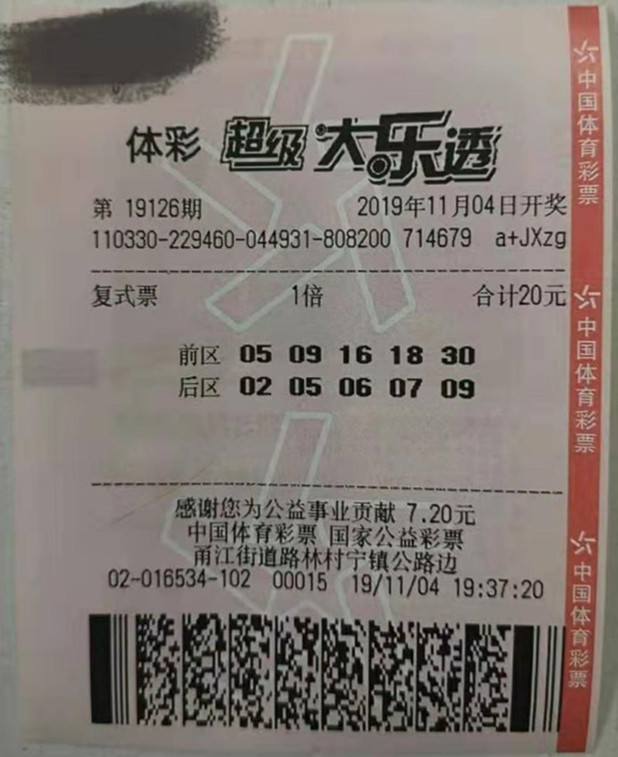 体彩 超级大乐透
第 19126期 2019年11月04日开奖
110330-229460-044931-808200 714679 a+JXzg
复式票 1倍 合计20元
前区 05 09 16 18 30
后区 02 05 06 07 09
感谢您为公益事业贡献 7.20元
中国体育彩票 国家公益彩票
甬江街道路林村宁镇公路边
02-016534-102 00015 19/11/04 19:37:20
中国体育彩票
中国体育彩票
中国体育彩票